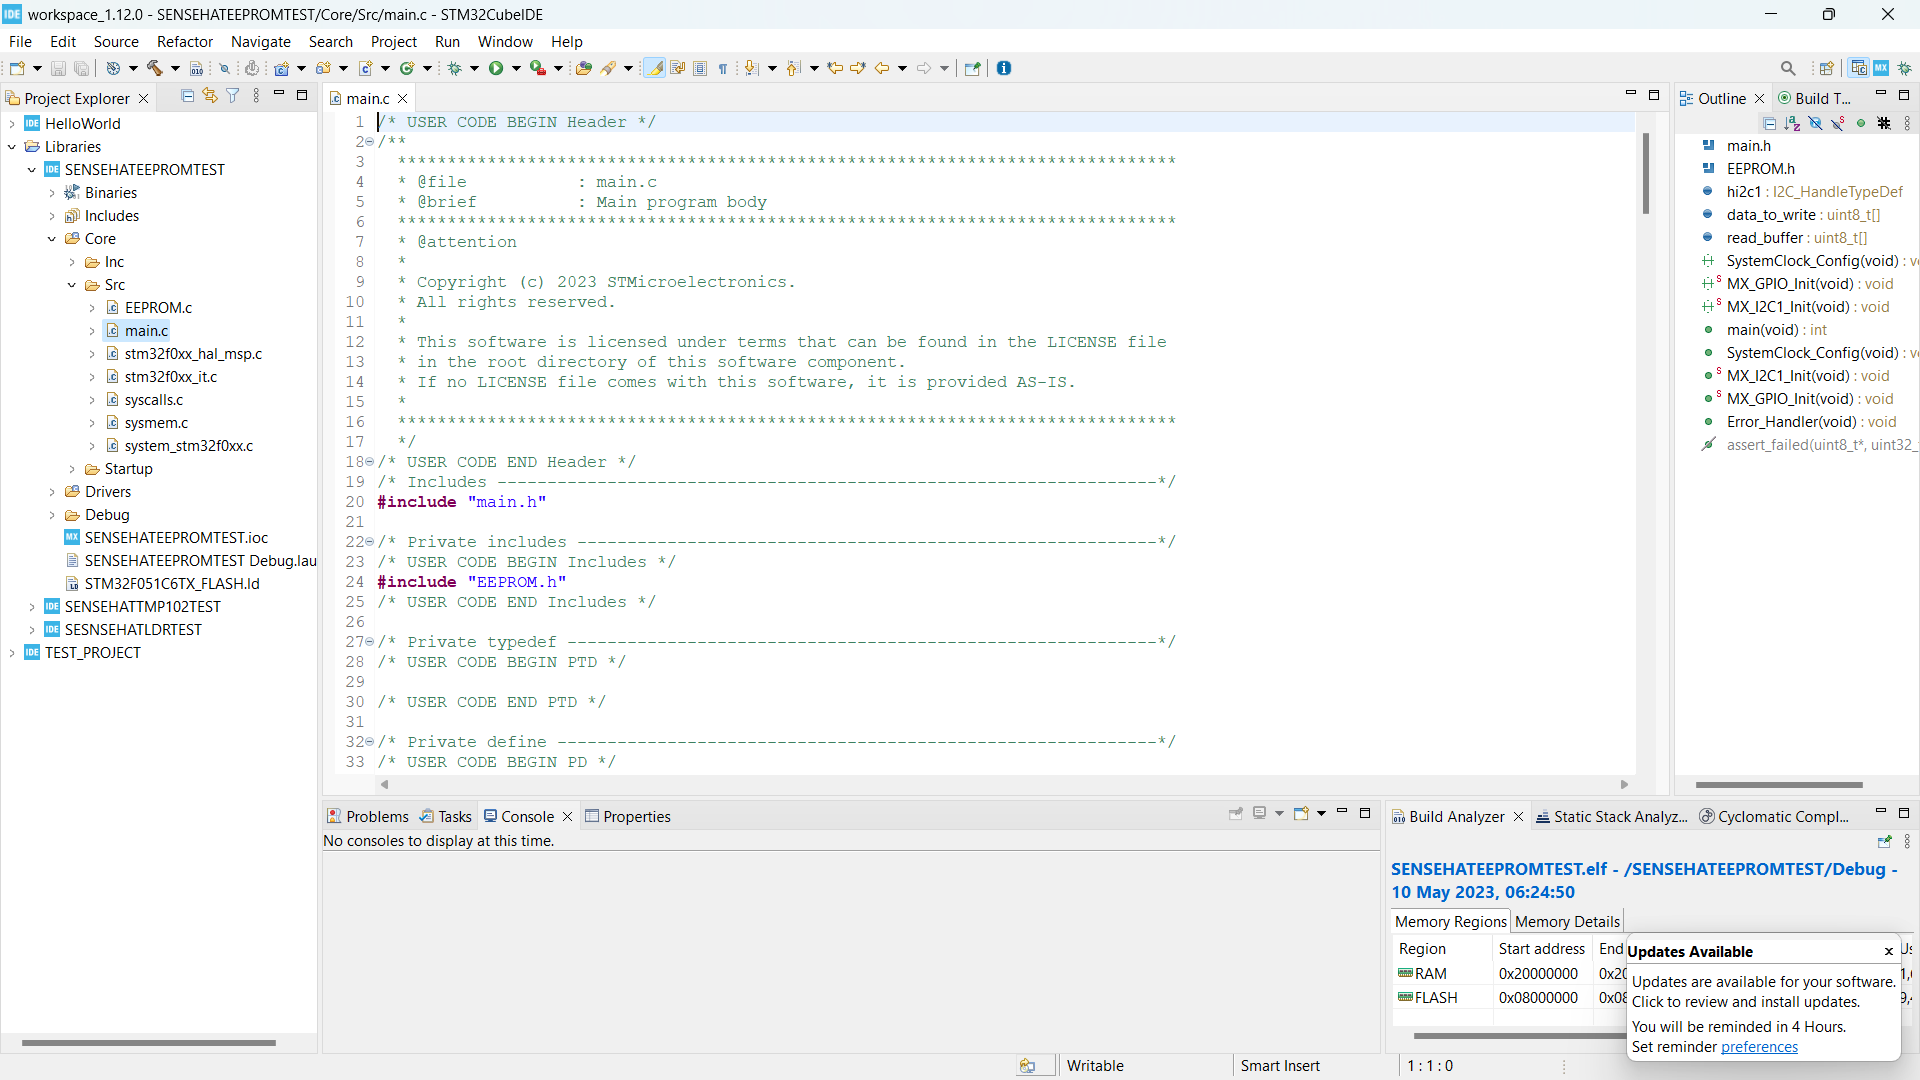 IDE workspace_1.12.0 - SENSEHATEEPROMTEST/Core/Src/main.c - STM32CubeIDE
File Edit Source Refactor Navigate Search Project Run Window Help
Project Explorer
HelloWorld
Libraries
SENSEHATEEPROMTEST
Binaries
Includes
Core
Inc
Src
EEPROM.c
main.c
stm32f0xx_hal_msp.c
stm32f0xx_it.c
syscalls.c
sysmem.c
system_stm32f0xx.c
Startup
Drivers
Debug
SENSEHATEEPROMTEST.ioc
SENSEHATEEPROMTEST Debug.lau
STM32F051C6TX_FLASH.ld
SENSEHATTMP102TEST
SESNSEHATLDRTEST
TEST_PROJECT
main.c
1 /* USER CODE BEGIN Header */
2 /**
3 ******************************************************************************
4 * @file : main.c
5 * @brief : Main program body
6 ******************************************************************************
7 * @attention
8 *
9 * Copyright (c) 2023 STMicroelectronics.
10 * All rights reserved.
11 *
12 * This software is licensed under terms that can be found in the LICENSE file
13 * in the root directory of this software component.
14 * If no LICENSE file comes with this software, it is provided AS-IS.
15 *
16 ******************************************************************************
17 */
18 /* USER CODE END Header */
19 /* Includes ------------------------------------------------------------------*/
20 #include "main.h"
21
22 /* Private includes ----------------------------------------------------------*/
23 /* USER CODE BEGIN Includes */
24 #include "EEPROM.h"
25 /* USER CODE END Includes */
26
27 /* Private typedef -----------------------------------------------------------*/
28 /* USER CODE BEGIN PTD */
29
30 /* USER CODE END PTD */
31
32 /* Private define ------------------------------------------------------------*/
33 /* USER CODE BEGIN PD */
Outline Build T...
main.h
EEPROM.h
hi2c1 : I2C_HandleTypeDef
data_to_write : uint8_t[]
read_buffer : uint8_t[]
SystemClock_Config(void) : v
MX_GPIO_Init(void) : void
MX_I2C1_Init(void) : void
main(void) : int
SystemClock_Config(void) : v
MX_I2C1_Init(void) : void
MX_GPIO_Init(void) : void
Error_Handler(void) : void
assert_failed(uint8_t*, uint32_
Problems Tasks Console Properties
No consoles to display at this time.
Build Analyzer Static Stack Analyz... Cyclomatic Compl...
SENSEHATEEPROMTEST.elf - /SENSEHATEEPROMTEST/Debug -
10 May 2023, 06:24:50
Memory Regions Memory Details
Region Start address End
RAM 0x20000000 0x20
FLASH 0x08000000 0x08
Updates Available
Updates are available for your software.
Click to review and install updates.
You will be reminded in 4 Hours.
Set reminder preferences
Writable Smart Insert 1 : 1 : 0